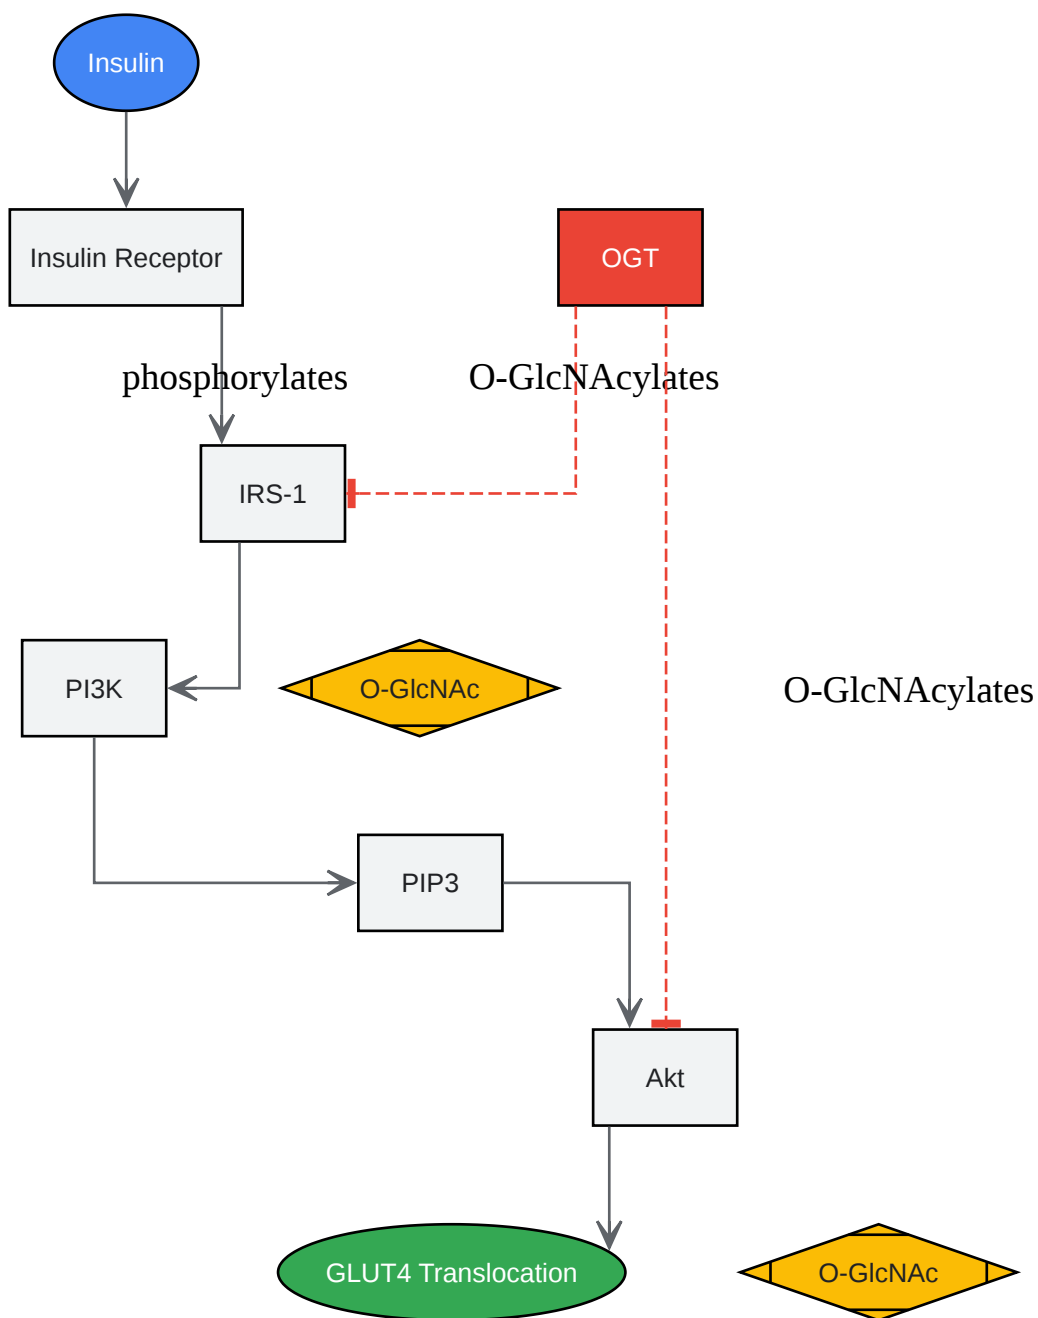 Insulin
Insulin Receptor
OGT
phosphorylates
O-GlcNAcylates
IRS-1
PI3K
O-GlcNAc
O-GlcNAcylates
PIP3
Akt
GLUT4 Translocation
O-GlcNAc